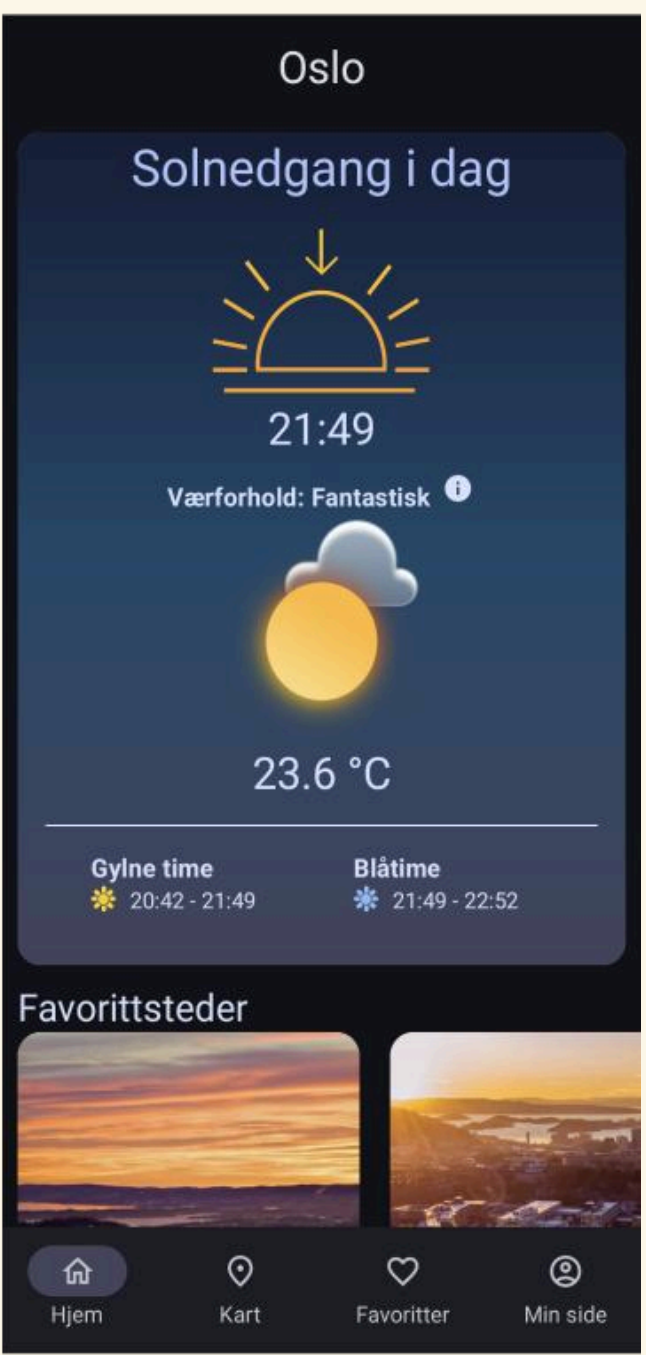 Oslo
Solnedgang i dag
21:49
Værforhold: Fantastisk
23.6 °C
Gylne time
20:42 - 21:49
Blåtime
21:49 - 22:52
Favorittsteder
Hjem
Kart
Favoritter
Min side